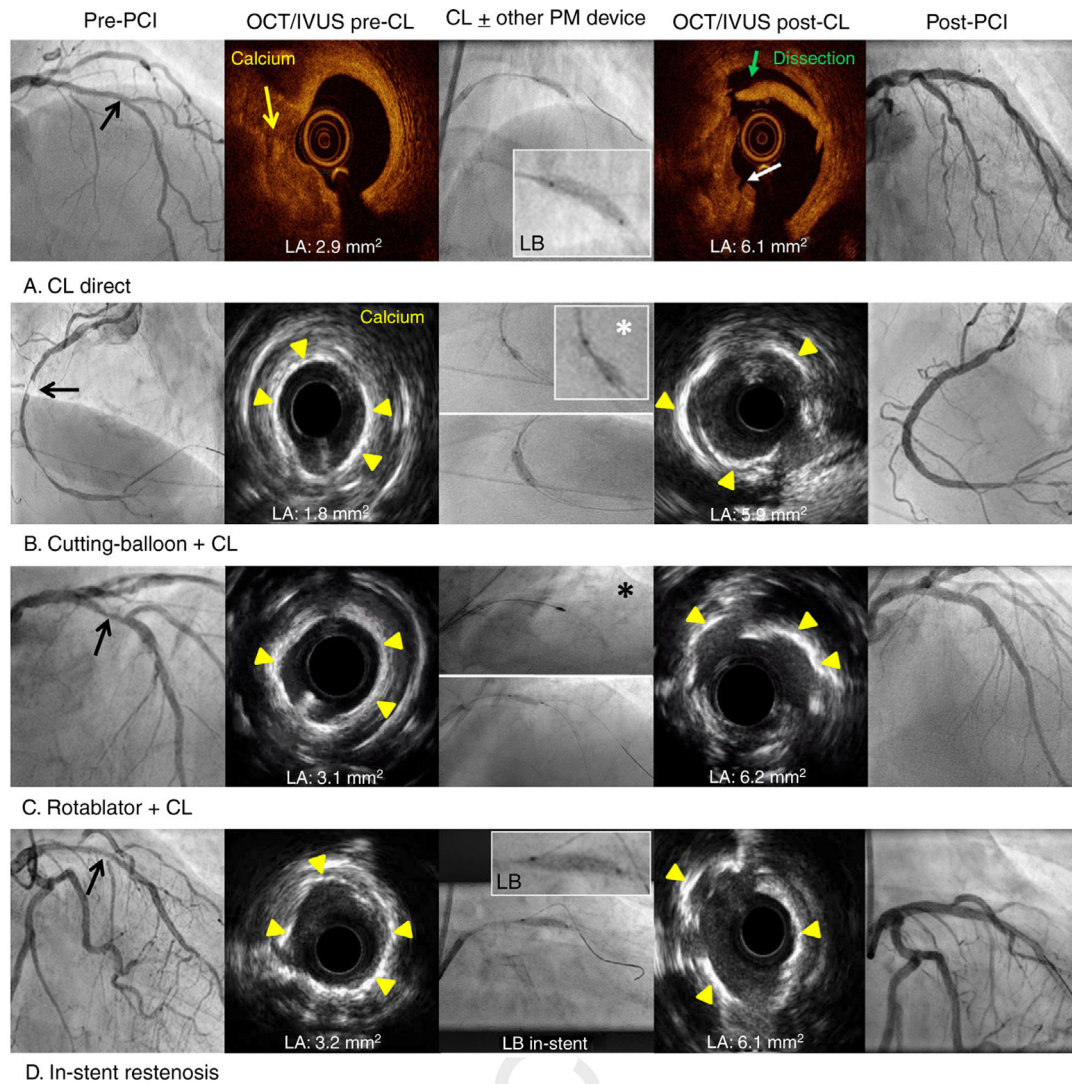 Pre-PCI
OCT/IVUS pre-CL
CL ± other PM device
OCT/IVUS post-CL
Post-PCI
Calcium
LA: 2.9 mm²
LB
Dissection
LA: 6.1 mm²
A. CL direct
Calcium
LA: 1.8 mm²
*
LA: 5.9 mm²
B. Cutting-balloon + CL
LA: 3.1 mm²
*
LA: 6.2 mm²
C. Rotablator + CL
LA: 3.2 mm²
LB
LB in-stent
LA: 6.1 mm²
D. In-stent restenosis